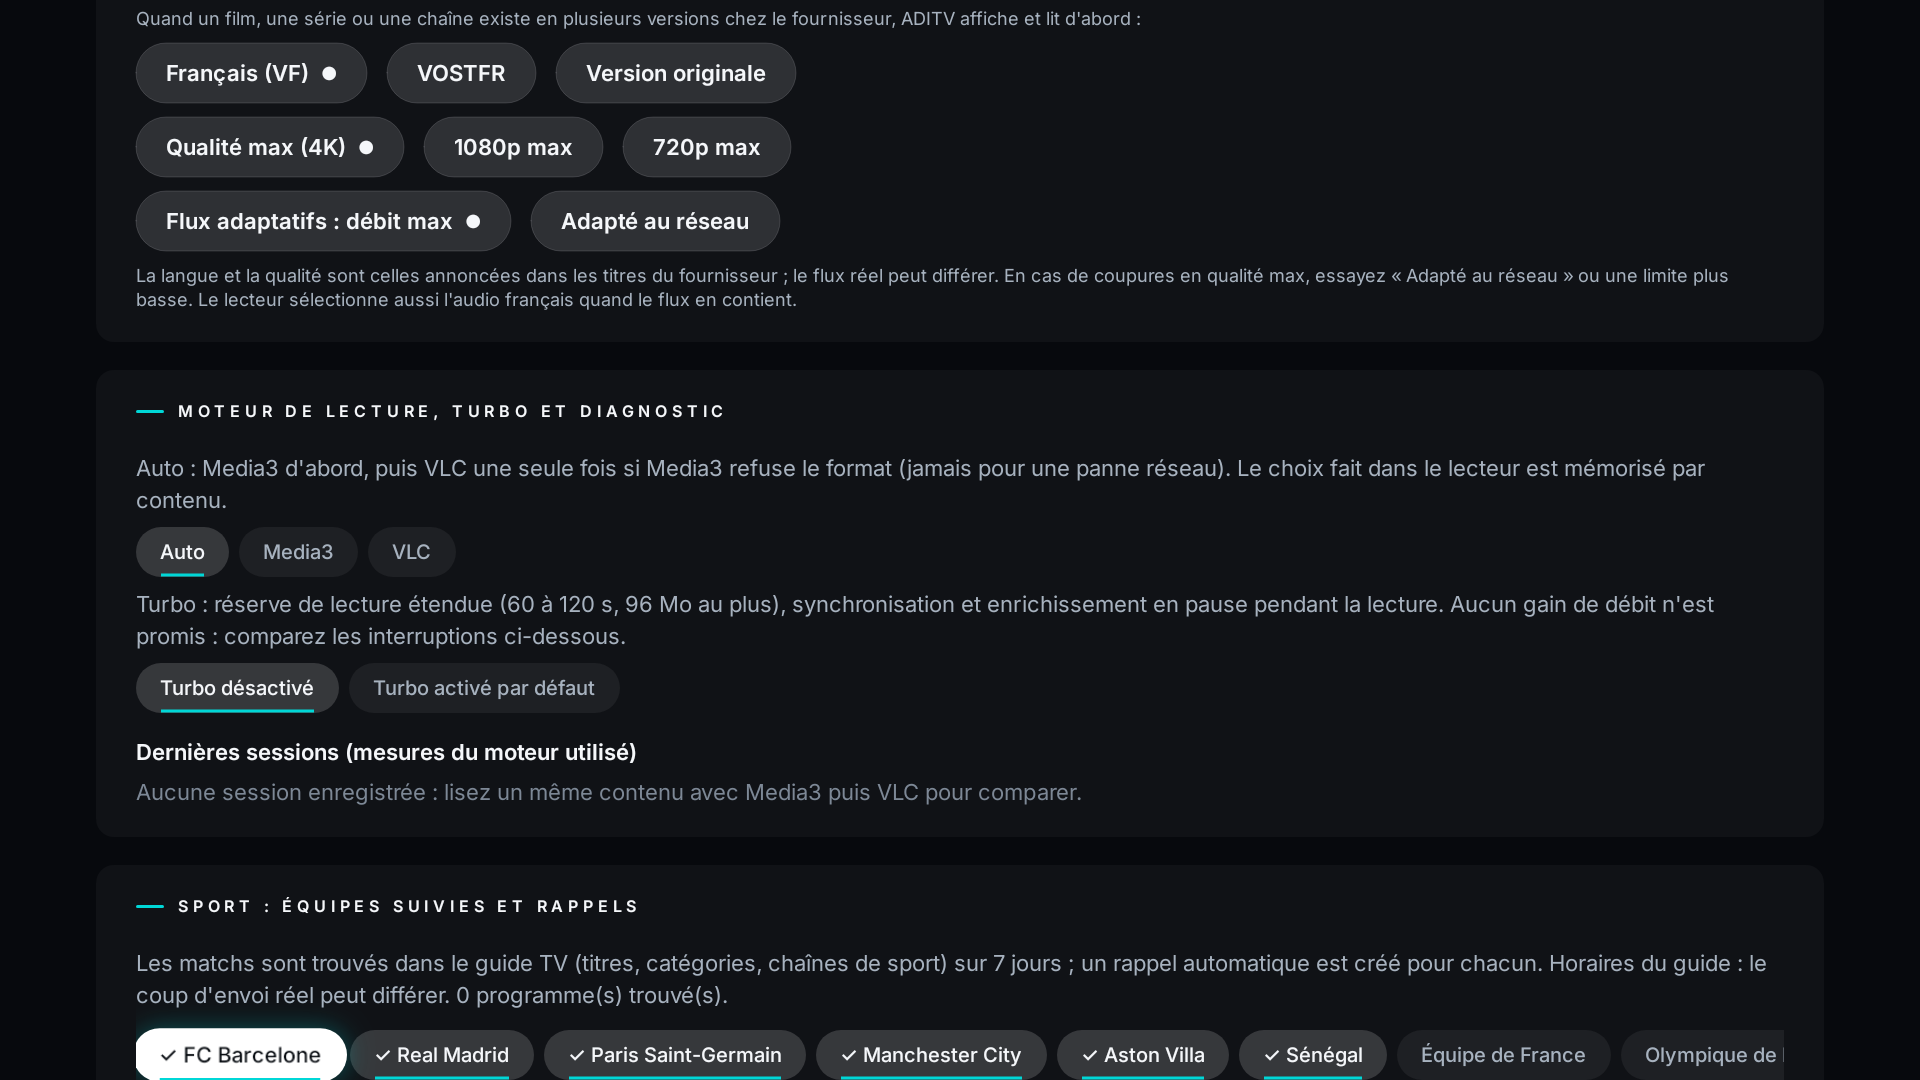 Quand un film, une série ou une chaîne existe en plusieurs versions chez le fournisseur, ADITV affiche et lit d'abord :
Français (VF) VOSTFR Version originale
Qualité max (4K) 1080p max 720p max
Flux adaptatifs : débit max Adapté au réseau
La langue et la qualité sont celles annoncées dans les titres du fournisseur ; le flux réel peut différer. En cas de coupures en qualité max, essayez « Adapté au réseau » ou une limite plus
basse. Le lecteur sélectionne aussi l'audio français quand le flux en contient.
MOTEUR DE LECTURE, TURBO ET DIAGNOSTIC
Auto : Media3 d'abord, puis VLC une seule fois si Media3 refuse le format (jamais pour une panne réseau). Le choix fait dans le lecteur est mémorisé par
contenu.
Auto Media3 VLC
Turbo : réserve de lecture étendue (60 à 120 s, 96 Mo au plus), synchronisation et enrichissement en pause pendant la lecture. Aucun gain de débit n'est
promis : comparez les interruptions ci-dessous.
Turbo désactivé Turbo activé par défaut
Dernières sessions (mesures du moteur utilisé)
Aucune session enregistrée : lisez un même contenu avec Media3 puis VLC pour comparer.
SPORT : ÉQUIPES SUIVIES ET RAPPELS
Les matchs sont trouvés dans le guide TV (titres, catégories, chaînes de sport) sur 7 jours ; un rappel automatique est créé pour chacun. Horaires du guide : le
coup d'envoi réel peut différer. 0 programme(s) trouvé(s).
✓ FC Barcelone ✓ Real Madrid ✓ Paris Saint-Germain ✓ Manchester City ✓ Aston Villa ✓ Sénégal Équipe de France Olympique de